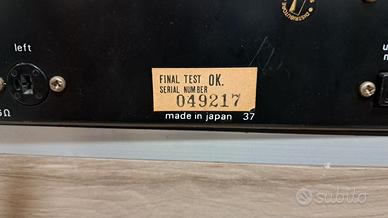 left
FINAL TEST OK.
SERIAL NUMBER
049217
made in japan 37
subito